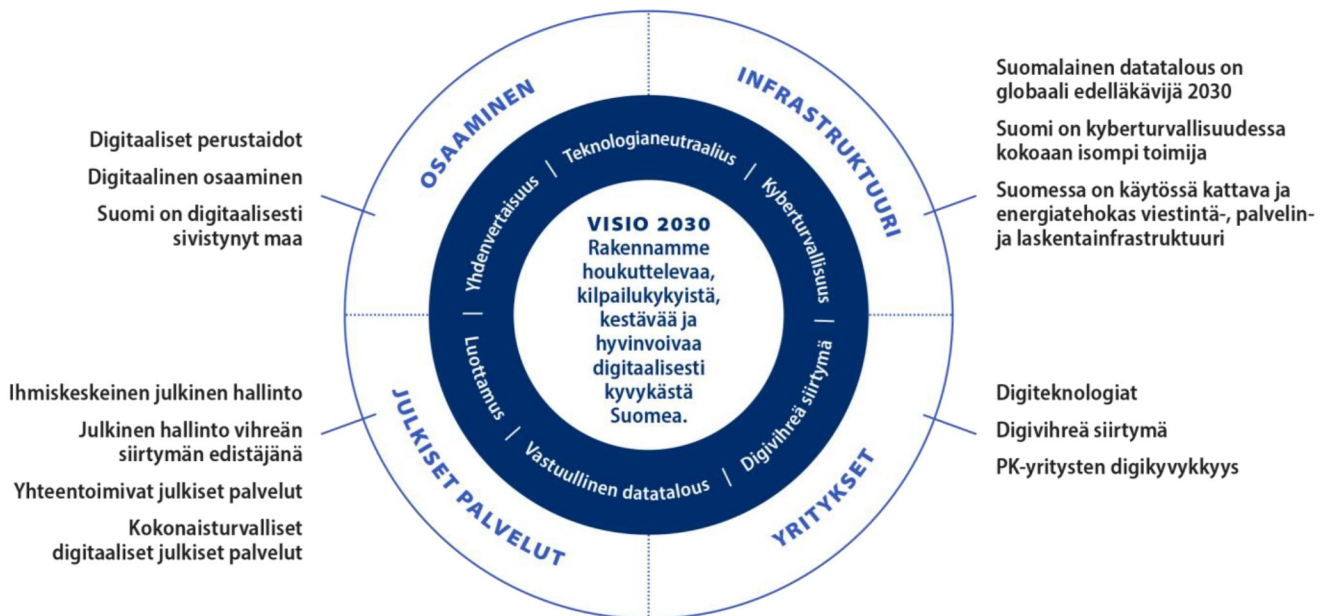 OSAAMINEN
INFRASTRUKTUURI
Digitaaliset perustaidot
Digitaalinen osaaminen
Suomi on digitaalisesti
sivistynyt maa
Suomalainen datatalous on
globaali edelläkävijä 2030
Suomi on kyberturvallisuudessa
kokoaan isompi toimija
Suomessa on käytössä kattava ja
energiatehokas viestintä-, palvelin-
ja laskentainfrastruktuuri
Yhdenvertaisuus | Teknologianeutraalius | Kyberturvallisuus |
Digivihreä siirtymä | Vastuullinen datatalous | Luottamus |
VISIO 2030
Rakennamme
houkuttelevaa,
kilpailukykyistä,
kestävää ja
hyvinvoivaa
digitaalisesti
kyvykästä
Suomea.
JULKISET PALVELUT
YRITYKSET
Ihmiskeskeinen julkinen hallinto
Julkinen hallinto vihreän
siirtymän edistäjänä
Yhteentoimivat julkiset palvelut
Kokonaisturvalliset
digitaaliset julkiset palvelut
Digiteknologiat
Digivihreä siirtymä
PK-yritysten digikyvykkyys